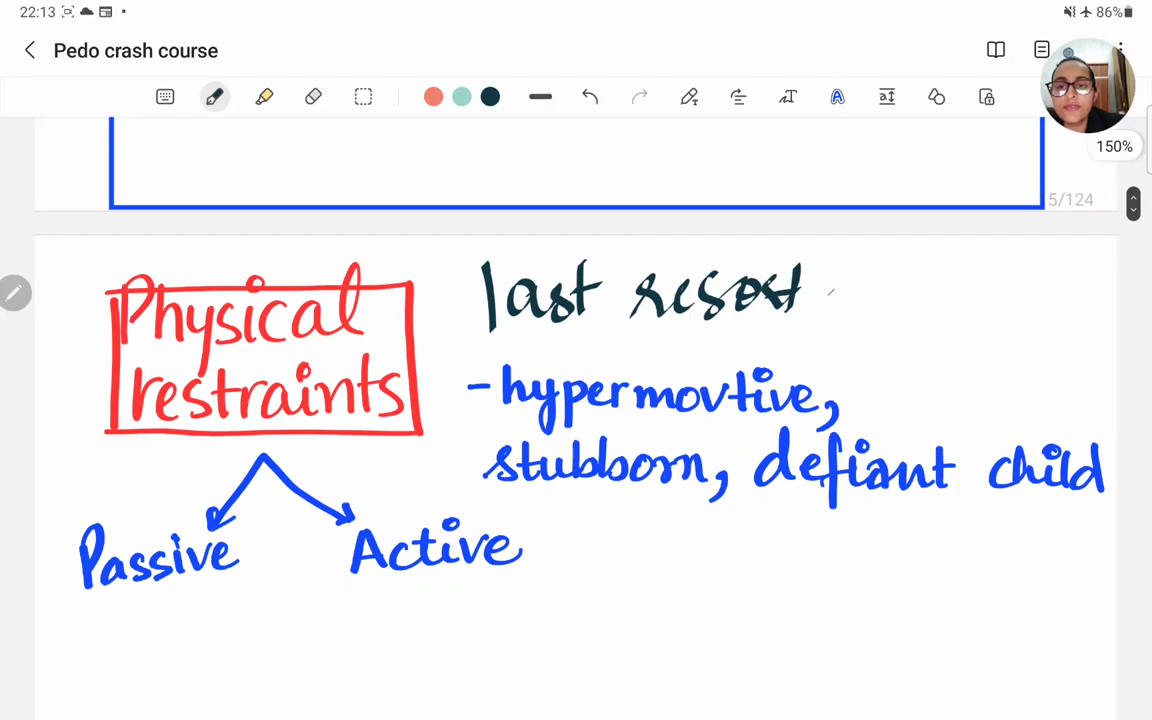 22:13
86%
Pedo crash course
150%
5/124
Physical
restraints
last resort
-hypermovtive,
stubborn, defiant child
Passive
Active